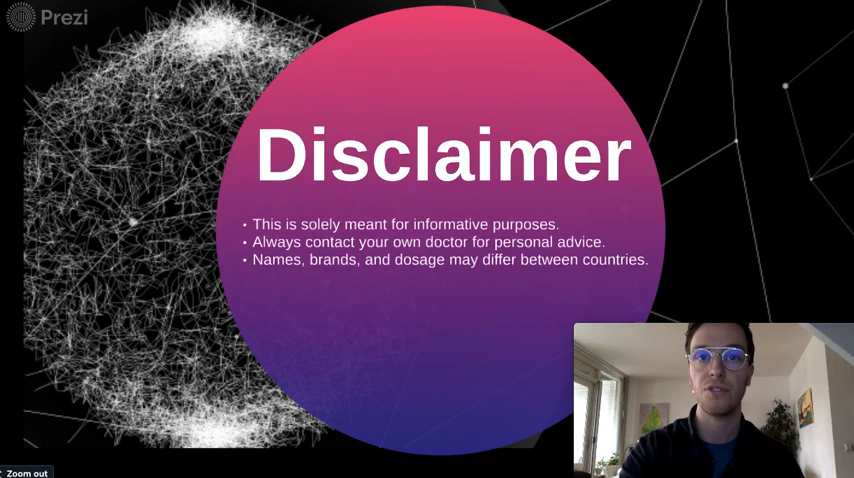 Prezi
Disclaimer
• This is solely meant for informative purposes.
• Always contact your own doctor for personal advice.
• Names, brands, and dosage may differ between countries.
Zoom out